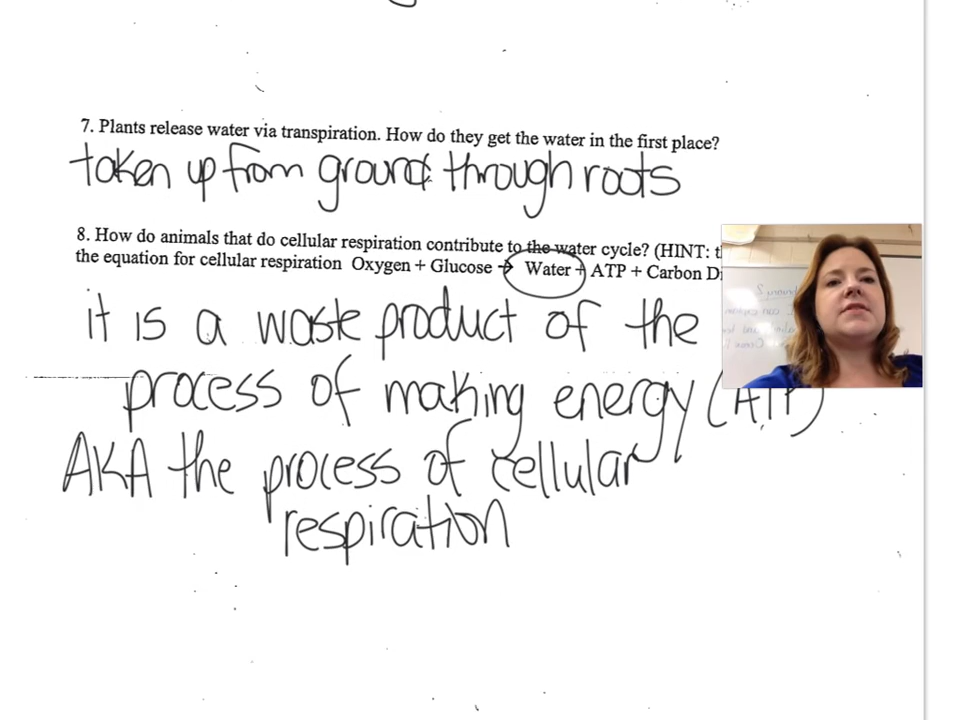 7. Plants release water via transpiration. How do they get the water in the first place?
taken up from ground through roots
8. How do animals that do cellular respiration contribute to the water cycle? (HINT: t
the equation for cellular respiration Oxygen + Glucose → Water + ATP + Carbon D
it is a waste product of the
process of making energy (ATP)
AKA the process of cellular
respiration